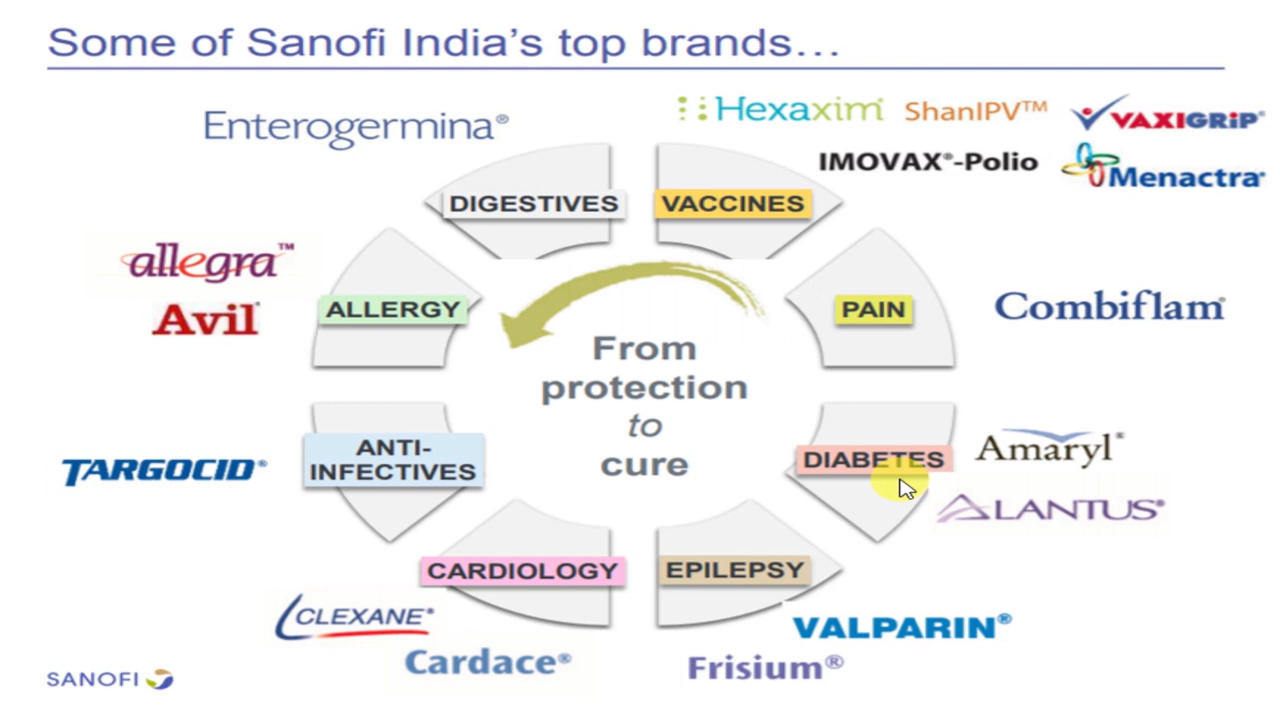 Some of Sanofi India's top brands…
Enterogermina®
Hexaxim® ShanIPV™ VAXIGRIP®
IMOVAX®-Polio Menactra®
DIGESTIVES
VACCINES
allegra™
Avil®
ALLERGY
PAIN
Combiflam®
From
protection
to
cure
TARGOCID®
ANTI-
INFECTIVES
DIABETES
Amaryl®
LANTUS®
CARDIOLOGY
EPILEPSY
CLEXANE®
Cardace®
VALPARIN®
Frisium®
SANOFI